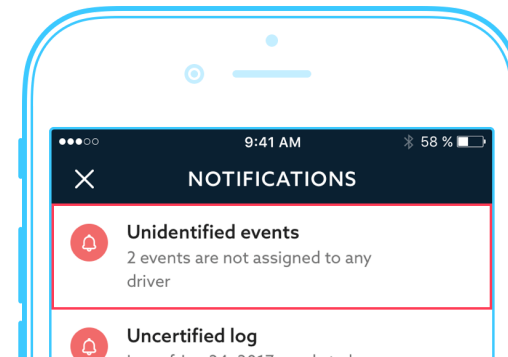 9:41 AM
58 %
NOTIFICATIONS
Unidentified events
2 events are not assigned to any
driver
Uncertified log